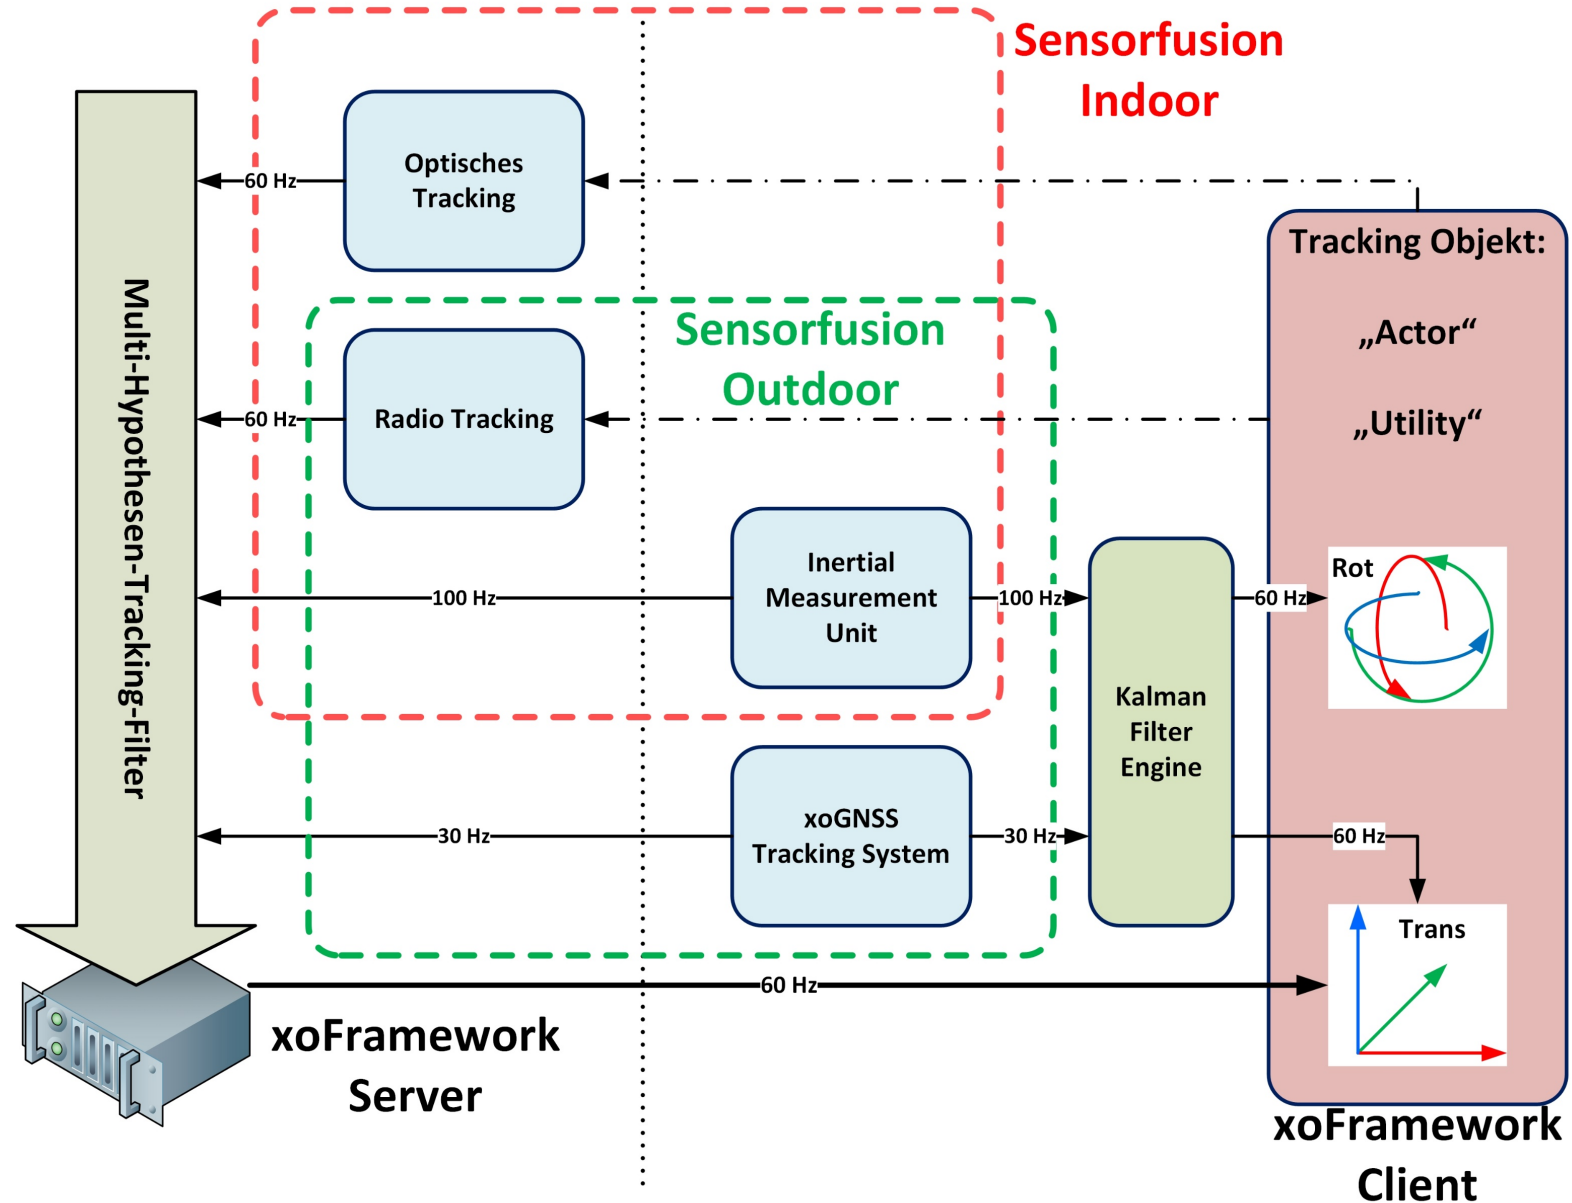 Sensorfusion
Indoor
Optisches
Tracking
60 Hz
Tracking Objekt:
„Actor“
„Utility“
Sensorfusion
Outdoor
Radio Tracking
60 Hz
Multi-Hypothesen-Tracking-Filter
Inertial
Measurement
Unit
100 Hz
100 Hz
60 Hz
Rot
Kalman
Filter
Engine
xoGNSS
Tracking System
30 Hz
30 Hz
60 Hz
Trans
60 Hz
xoFramework
Server
xoFramework
Client